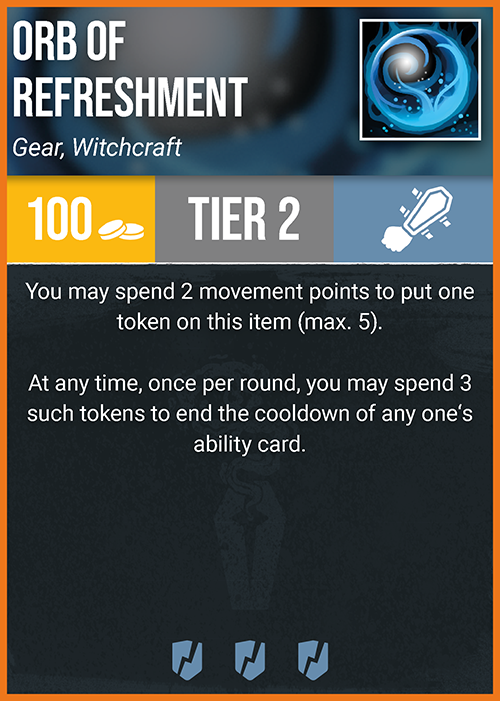 ORB OF
REFRESHMENT
Gear, Witchcraft
100
TIER 2
You may spend 2 movement points to put one
token on this item (max. 5).
At any time, once per round, you may spend 3
such tokens to end the cooldown of any one‘s
ability card.